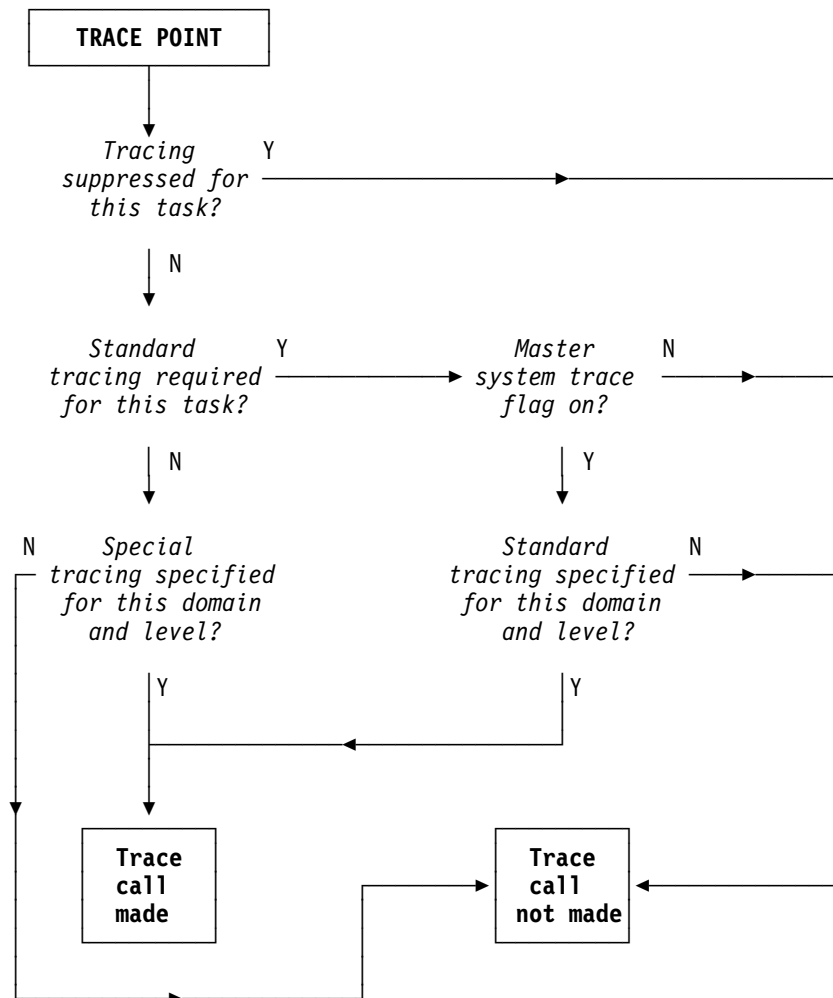 TRACE POINT
Tracing
suppressed for
this task?
Y
N
Standard
tracing required
for this task?
Y
Master
system trace
flag on?
N
N
Y
N
Special
tracing specified
for this domain
and level?
Standard
tracing specified
for this domain
and level?
N
Y
Y
Trace
call
made
Trace
call
not made